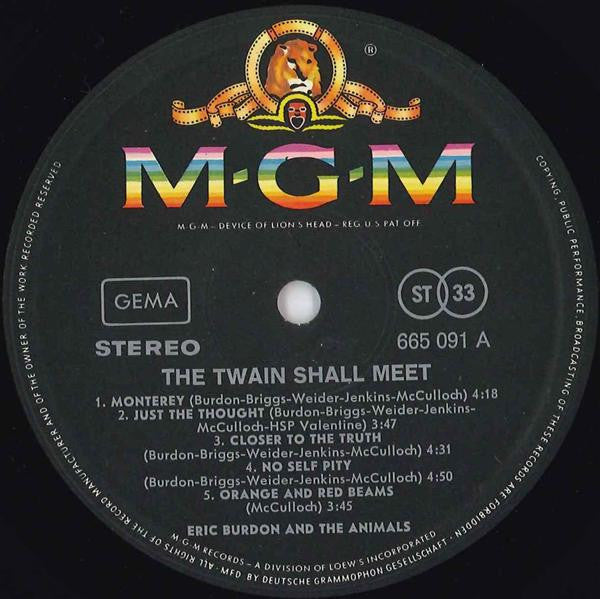 ®
M-G-M
M G M – DEVICE OF LION S HEAD – REG. U.S PAT OFF.
GEMA
ST 33
STEREO
665 091 A
THE TWAIN SHALL MEET
1. MONTEREY (Burdon-Briggs-Weider-Jenkins-McCulloch) 4:18
2. JUST THE THOUGHT (Burdon-Briggs-Weider-Jenkins-
McCulloch-HSP Valentine) 3:47
3. CLOSER TO THE TRUTH
(Burdon-Briggs-Weider-Jenkins-McCulloch) 4:31
4. NO SELF PITY
(Burdon-Briggs-Weider-Jenkins-McCulloch) 4:50
5. ORANGE AND RED BEAMS
(McCulloch) 3:45
ERIC BURDON AND THE ANIMALS
M.G.M RECORDS – A DIVISION OF LOEW'S INCORPORATED
ALL RIGHTS OF THE RECORD MANUFACTURER AND OF THE OWNER OF THE WORK RECORDED RESERVED
COPYING, PUBLIC PERFORMANCE, BROADCASTING OF THESE RECORDS ARE FORBIDDEN
· MFD BY DEUTSCHE GRAMMOPHON GESELLSCHAFT ·